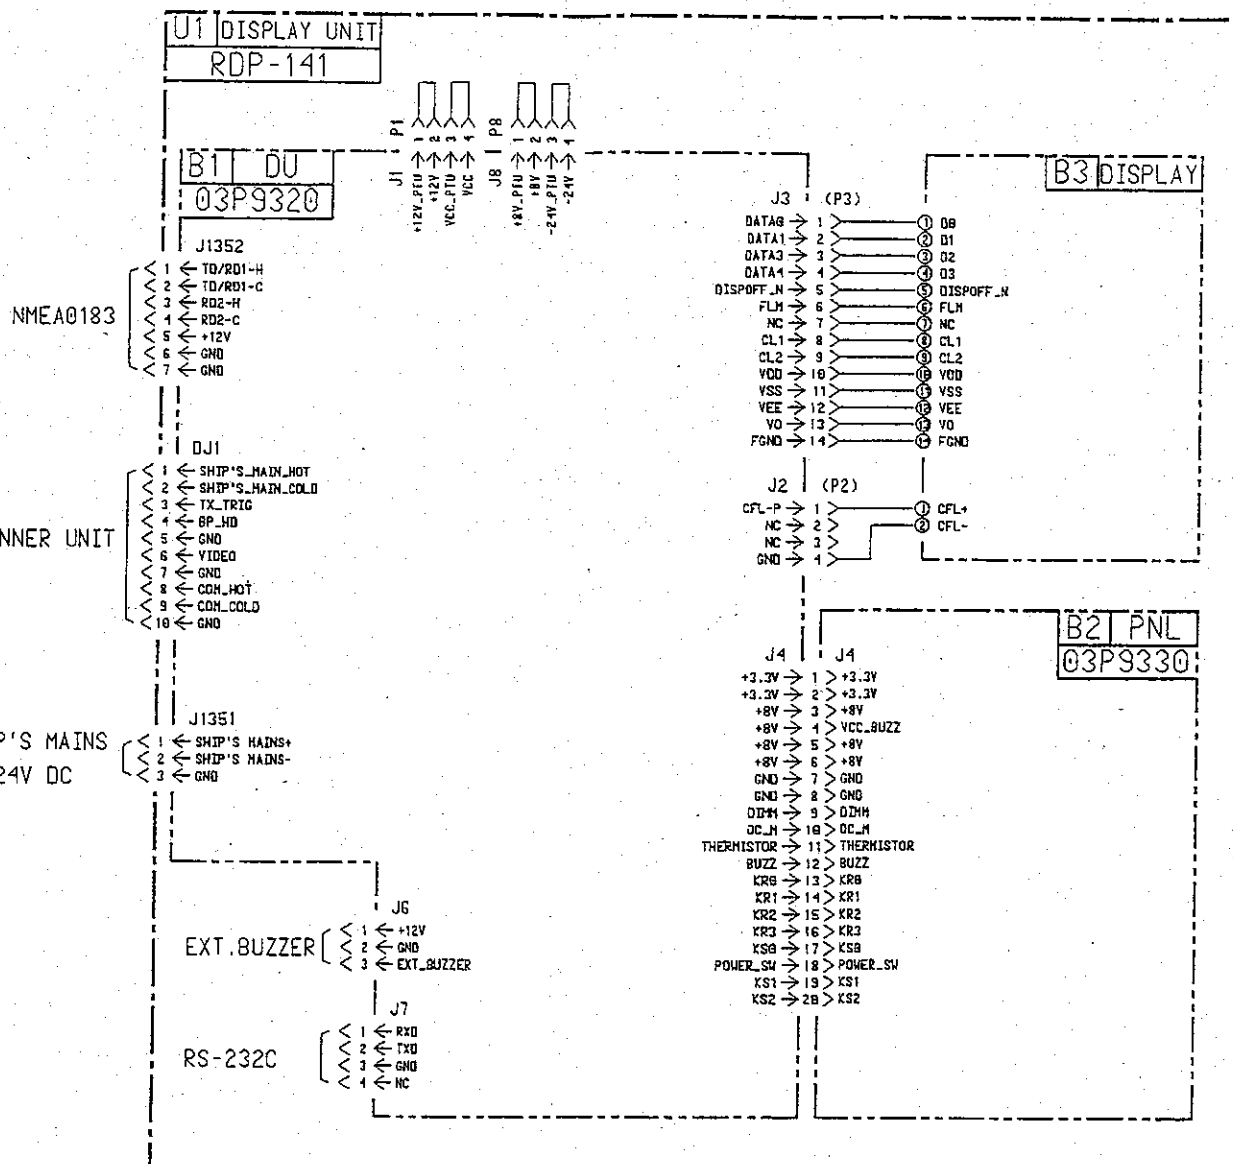 U1 DISPLAY UNIT
RDP-141
B1 DU
03P9320
J1 P1
1 +12V_PTU
2 +12V
3 VCC_PTU
4 VCC
J8 P8
1 +8V_PTU
2 +8V
3 -24V_PTU
4 -24V
B3 DISPLAY
J1352
NMEA0183
1 TD/RD1-H
2 TD/RD1-C
3 RD2-H
4 RD2-C
5 +12V
6 GND
7 GND
J3 (P3)
DATA0 1 1 D0
DATA1 2 2 D1
DATA3 3 3 D2
DATA4 4 4 D3
DISPOFF_N 5 5 DISPOFF_N
FLM 6 6 FLM
NC 7 7 NC
CL1 8 8 CL1
CL2 9 9 CL2
VDD 10 10 VDD
VSS 11 11 VSS
VEE 12 12 VEE
VO 13 13 VO
FGND 14 14 FGND
DJ1
NNER UNIT
1 SHIP'S_MAIN_HOT
2 SHIP'S_MAIN_COLD
3 TX_TRIG
4 BP_HD
5 GND
6 VIDEO
7 GND
8 COM_HOT
9 COM_COLD
10 GND
J2 (P2)
CFL-P 1 1 CFL+
NC 2 2 CFL-
NC 3
GND 4
B2 PNL
03P9330
J1351
P'S MAINS
24V DC
1 SHIP'S MAINS+
2 SHIP'S MAINS-
3 GND
J4 J4
+3.3V 1 +3.3V
+3.3V 2 +3.3V
+8V 3 +8V
+8V 4 VCC_BUZZ
+8V 5 +8V
+8V 6 +8V
GND 7 GND
GND 8 GND
DIMM 9 DIMM
OC_M 10 OC_M
THERMISTOR 11 THERMISTOR
BUZZ 12 BUZZ
KR0 13 KR0
KR1 14 KR1
KR2 15 KR2
KR3 16 KR3
KS0 17 KS0
POWER_SW 18 POWER_SW
KS1 19 KS1
KS2 20 KS2
J6
EXT.BUZZER
1 +12V
2 GND
3 EXT_BUZZER
J7
RS-232C
1 RXD
2 TXD
3 GND
4 NC